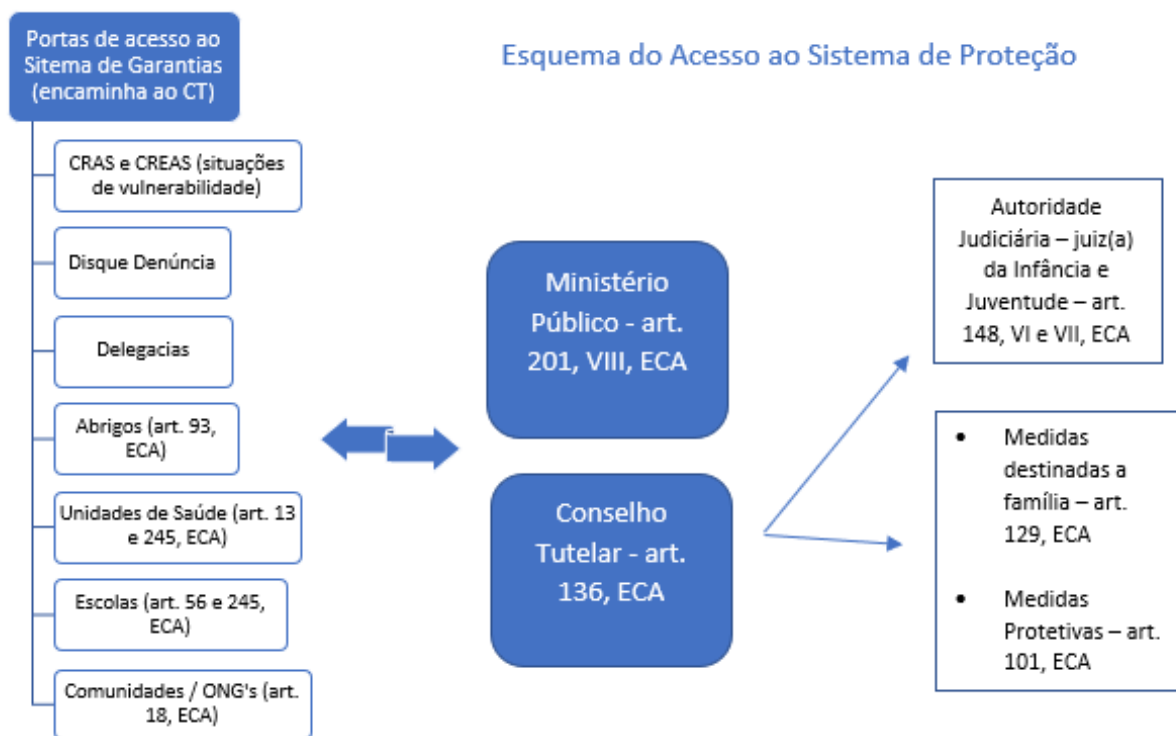 Portas de acesso ao
Sitema de Garantias
(encaminha ao CT)
Esquema do Acesso ao Sistema de Proteção
CRAS e CREAS (situações
de vulnerabilidade)
Disque Denúncia
Delegacias
Abrigos (art. 93,
ECA)
Unidades de Saúde (art. 13
e 245, ECA)
Escolas (art. 56 e 245,
ECA)
Comunidades / ONG's (art.
18, ECA)
Ministério
Público - art.
201, VIII, ECA
Conselho
Tutelar - art.
136, ECA
Autoridade
Judiciária – juiz(a)
da Infância e
Juventude – art.
148, VI e VII, ECA
• Medidas
destinadas a
família – art.
129, ECA
• Medidas
Protetivas – art.
101, ECA